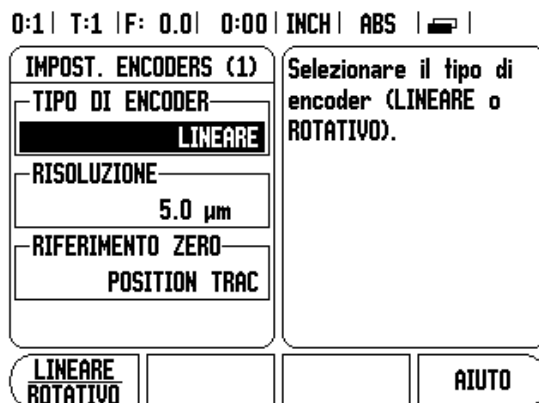 0:1| T:1 |F: 0.0| 0:00| INCH| ABS |
IMPOST. ENCODERS (1)
TIPO DI ENCODER
LINEARE
RISOLUZIONE
5.0 µm
RIFERIMENTO ZERO
POSITION TRAC
Selezionare il tipo di
encoder (LINEARE o
ROTATIVO).
LINEARE
ROTATIVO
AIUTO